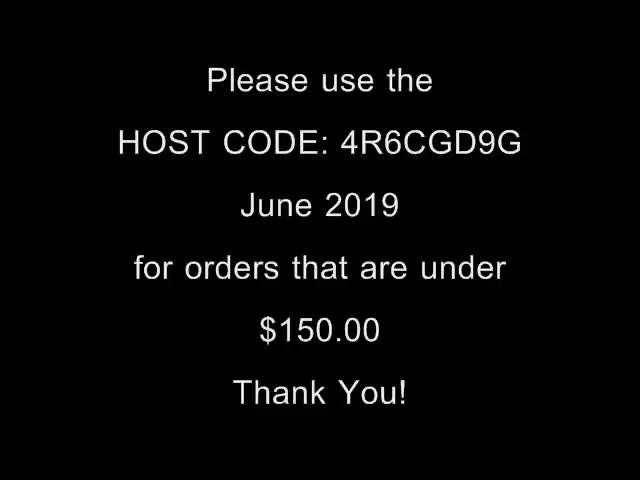 Please use the
HOST CODE: 4R6CGD9G
June 2019
for orders that are under
$150.00
Thank You!